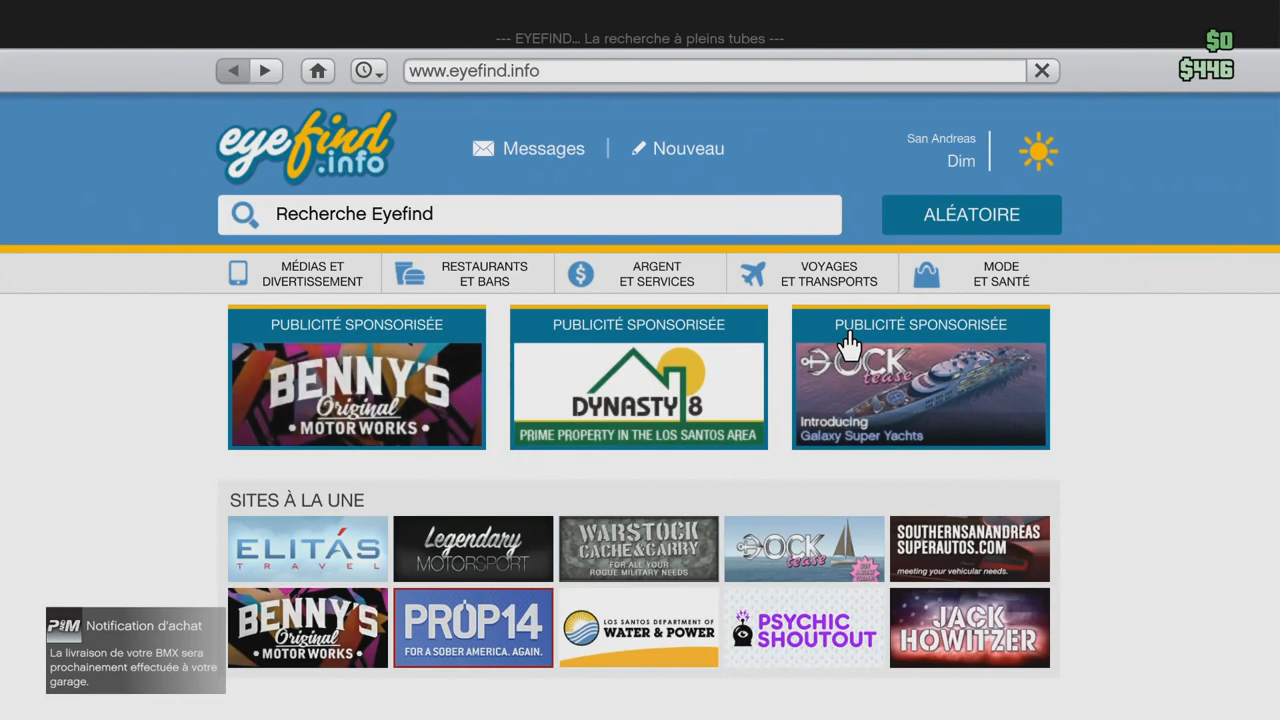 --- EYEFIND... La recherche à pleins tubes ---
$0
$446
www.eyefind.info
eyefind
.info
Messages
Nouveau
San Andreas
Dim
Recherche Eyefind
ALÉATOIRE
MÉDIAS ET
DIVERTISSEMENT
RESTAURANTS
ET BARS
ARGENT
ET SERVICES
VOYAGES
ET TRANSPORTS
MODE
ET SANTÉ
PUBLICITÉ SPONSORISÉE
BENNY'S
Original
MOTOR WORKS
PUBLICITÉ SPONSORISÉE
DYNASTY 8
PRIME PROPERTY IN THE LOS SANTOS AREA
PUBLICITÉ SPONSORISÉE
DOCK
tease
Introducing
Galaxy Super Yachts
SITES À LA UNE
ELITÁS
TRAVEL
Legendary
MOTORSPORT
WARSTOCK
CACHE & CARRY
FOR ALL YOUR
ROGUE MILITARY NEEDS
DOCK
tease
SOUTHERNSANANDREAS
SUPERAUTOS.COM
meeting your vehicular needs.
BENNY'S
Original
MOTOR WORKS
PROP14
FOR A SOBER AMERICA. AGAIN.
LOS SANTOS DEPARTMENT OF
WATER & POWER
PSYCHIC
SHOUTOUT
JACK
HOWITZER
P&M
Notification d'achat
La livraison de votre BMX sera
prochainement effectuée à votre
garage.